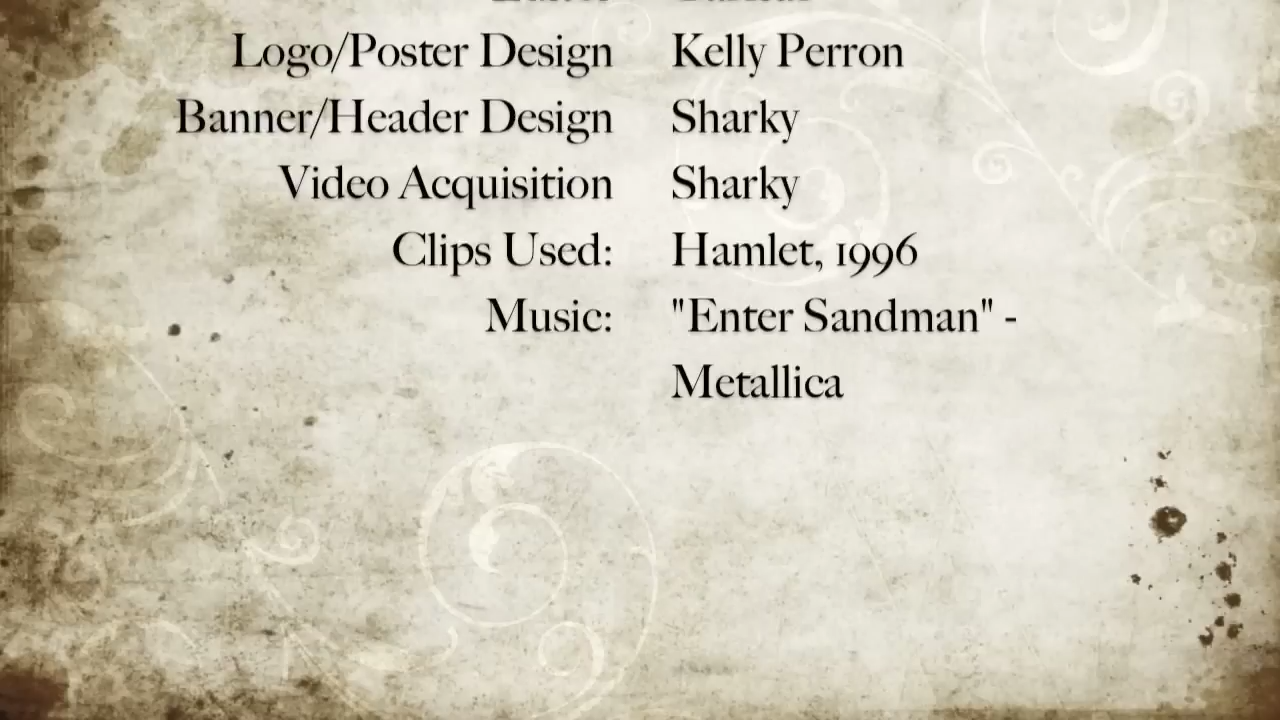 Logo/Poster Design Kelly Perron
Banner/Header Design Sharky
Video Acquisition Sharky
Clips Used: Hamlet, 1996
Music: "Enter Sandman" -
Metallica